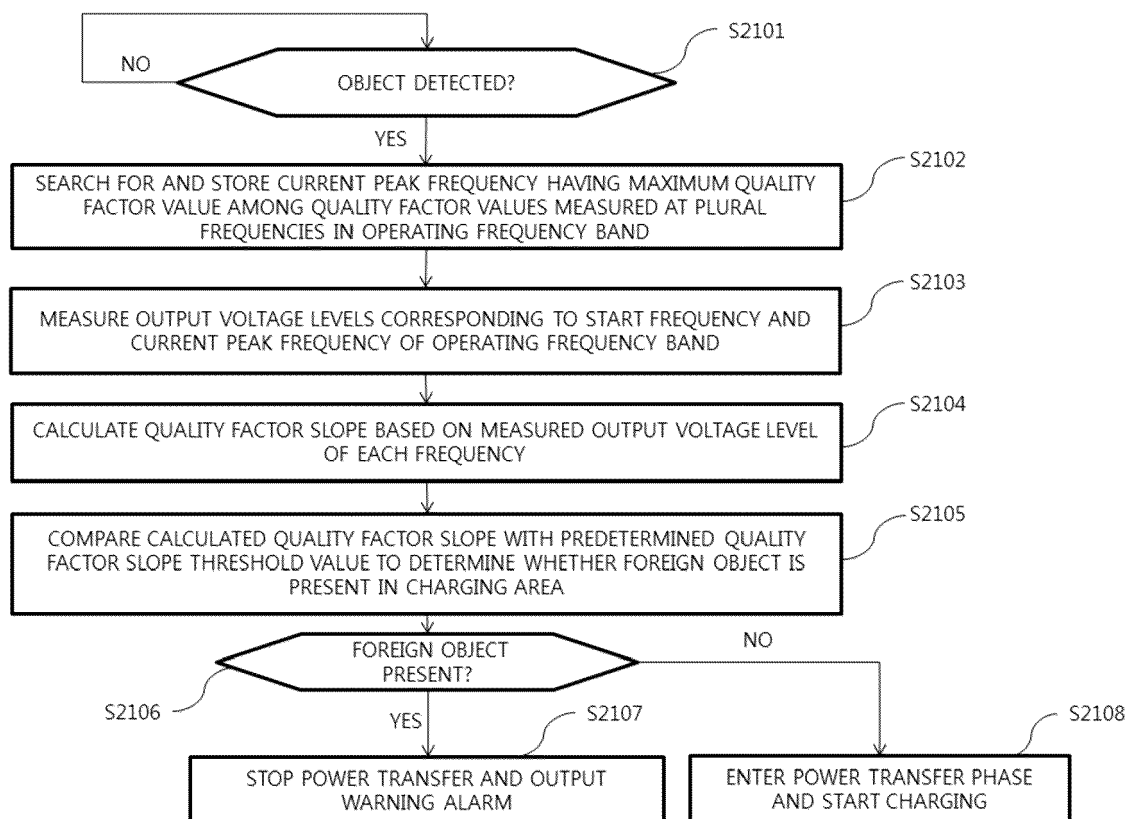 S2101
NO
OBJECT DETECTED?
YES
S2102
SEARCH FOR AND STORE CURRENT PEAK FREQUENCY HAVING MAXIMUM QUALITY
FACTOR VALUE AMONG QUALITY FACTOR VALUES MEASURED AT PLURAL
FREQUENCIES IN OPERATING FREQUENCY BAND
S2103
MEASURE OUTPUT VOLTAGE LEVELS CORRESPONDING TO START FREQUENCY AND
CURRENT PEAK FREQUENCY OF OPERATING FREQUENCY BAND
S2104
CALCULATE QUALITY FACTOR SLOPE BASED ON MEASURED OUTPUT VOLTAGE LEVEL
OF EACH FREQUENCY
S2105
COMPARE CALCULATED QUALITY FACTOR SLOPE WITH PREDETERMINED QUALITY
FACTOR SLOPE THRESHOLD VALUE TO DETERMINE WHETHER FOREIGN OBJECT IS
PRESENT IN CHARGING AREA
FOREIGN OBJECT
PRESENT?
NO
S2106
YES
S2107
S2108
STOP POWER TRANSFER AND OUTPUT
WARNING ALARM
ENTER POWER TRANSFER PHASE
AND START CHARGING